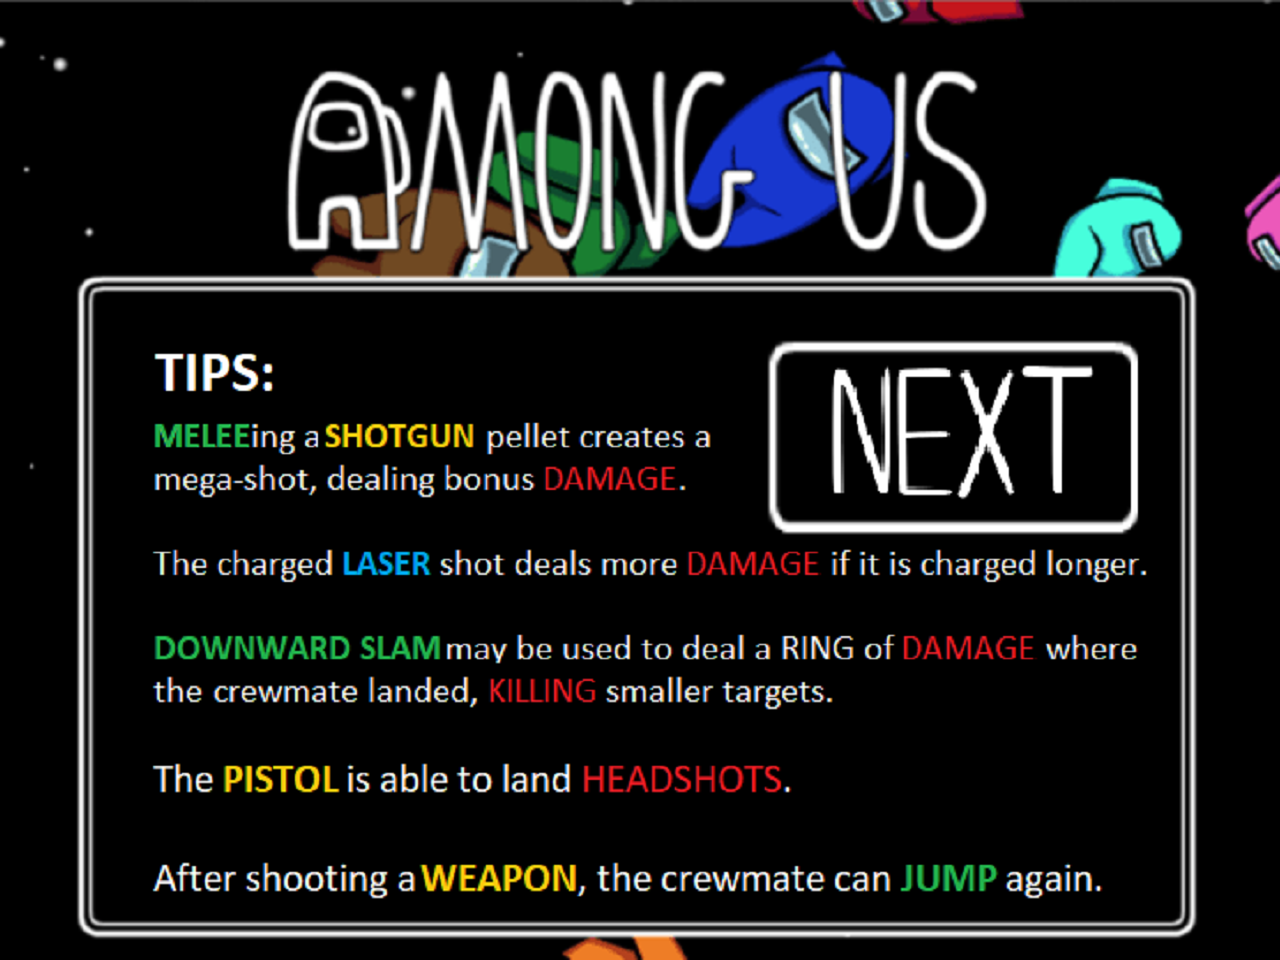 AMONG US
TIPS:
NEXT
MELEEing a SHOTGUN pellet creates a
mega-shot, dealing bonus DAMAGE.
The charged LASER shot deals more DAMAGE if it is charged longer.
DOWNWARD SLAM may be used to deal a RING of DAMAGE where
the crewmate landed, KILLING smaller targets.
The PISTOL is able to land HEADSHOTS.
After shooting a WEAPON, the crewmate can JUMP again.